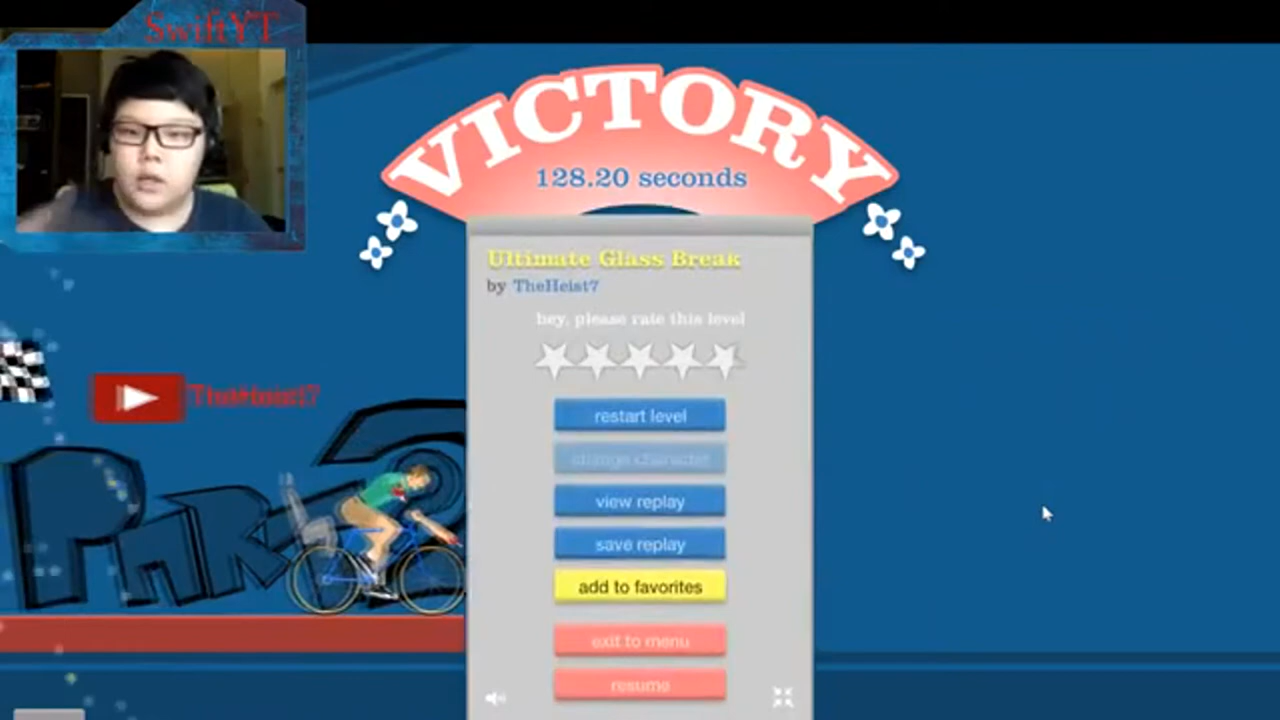 SwiftYT
VICTORY
128.20 seconds
Ultimate Glass Break
by TheHeist7
hey, please rate this level
TheHeist7
restart level
change character
view replay
save replay
add to favorites
exit to menu
resume